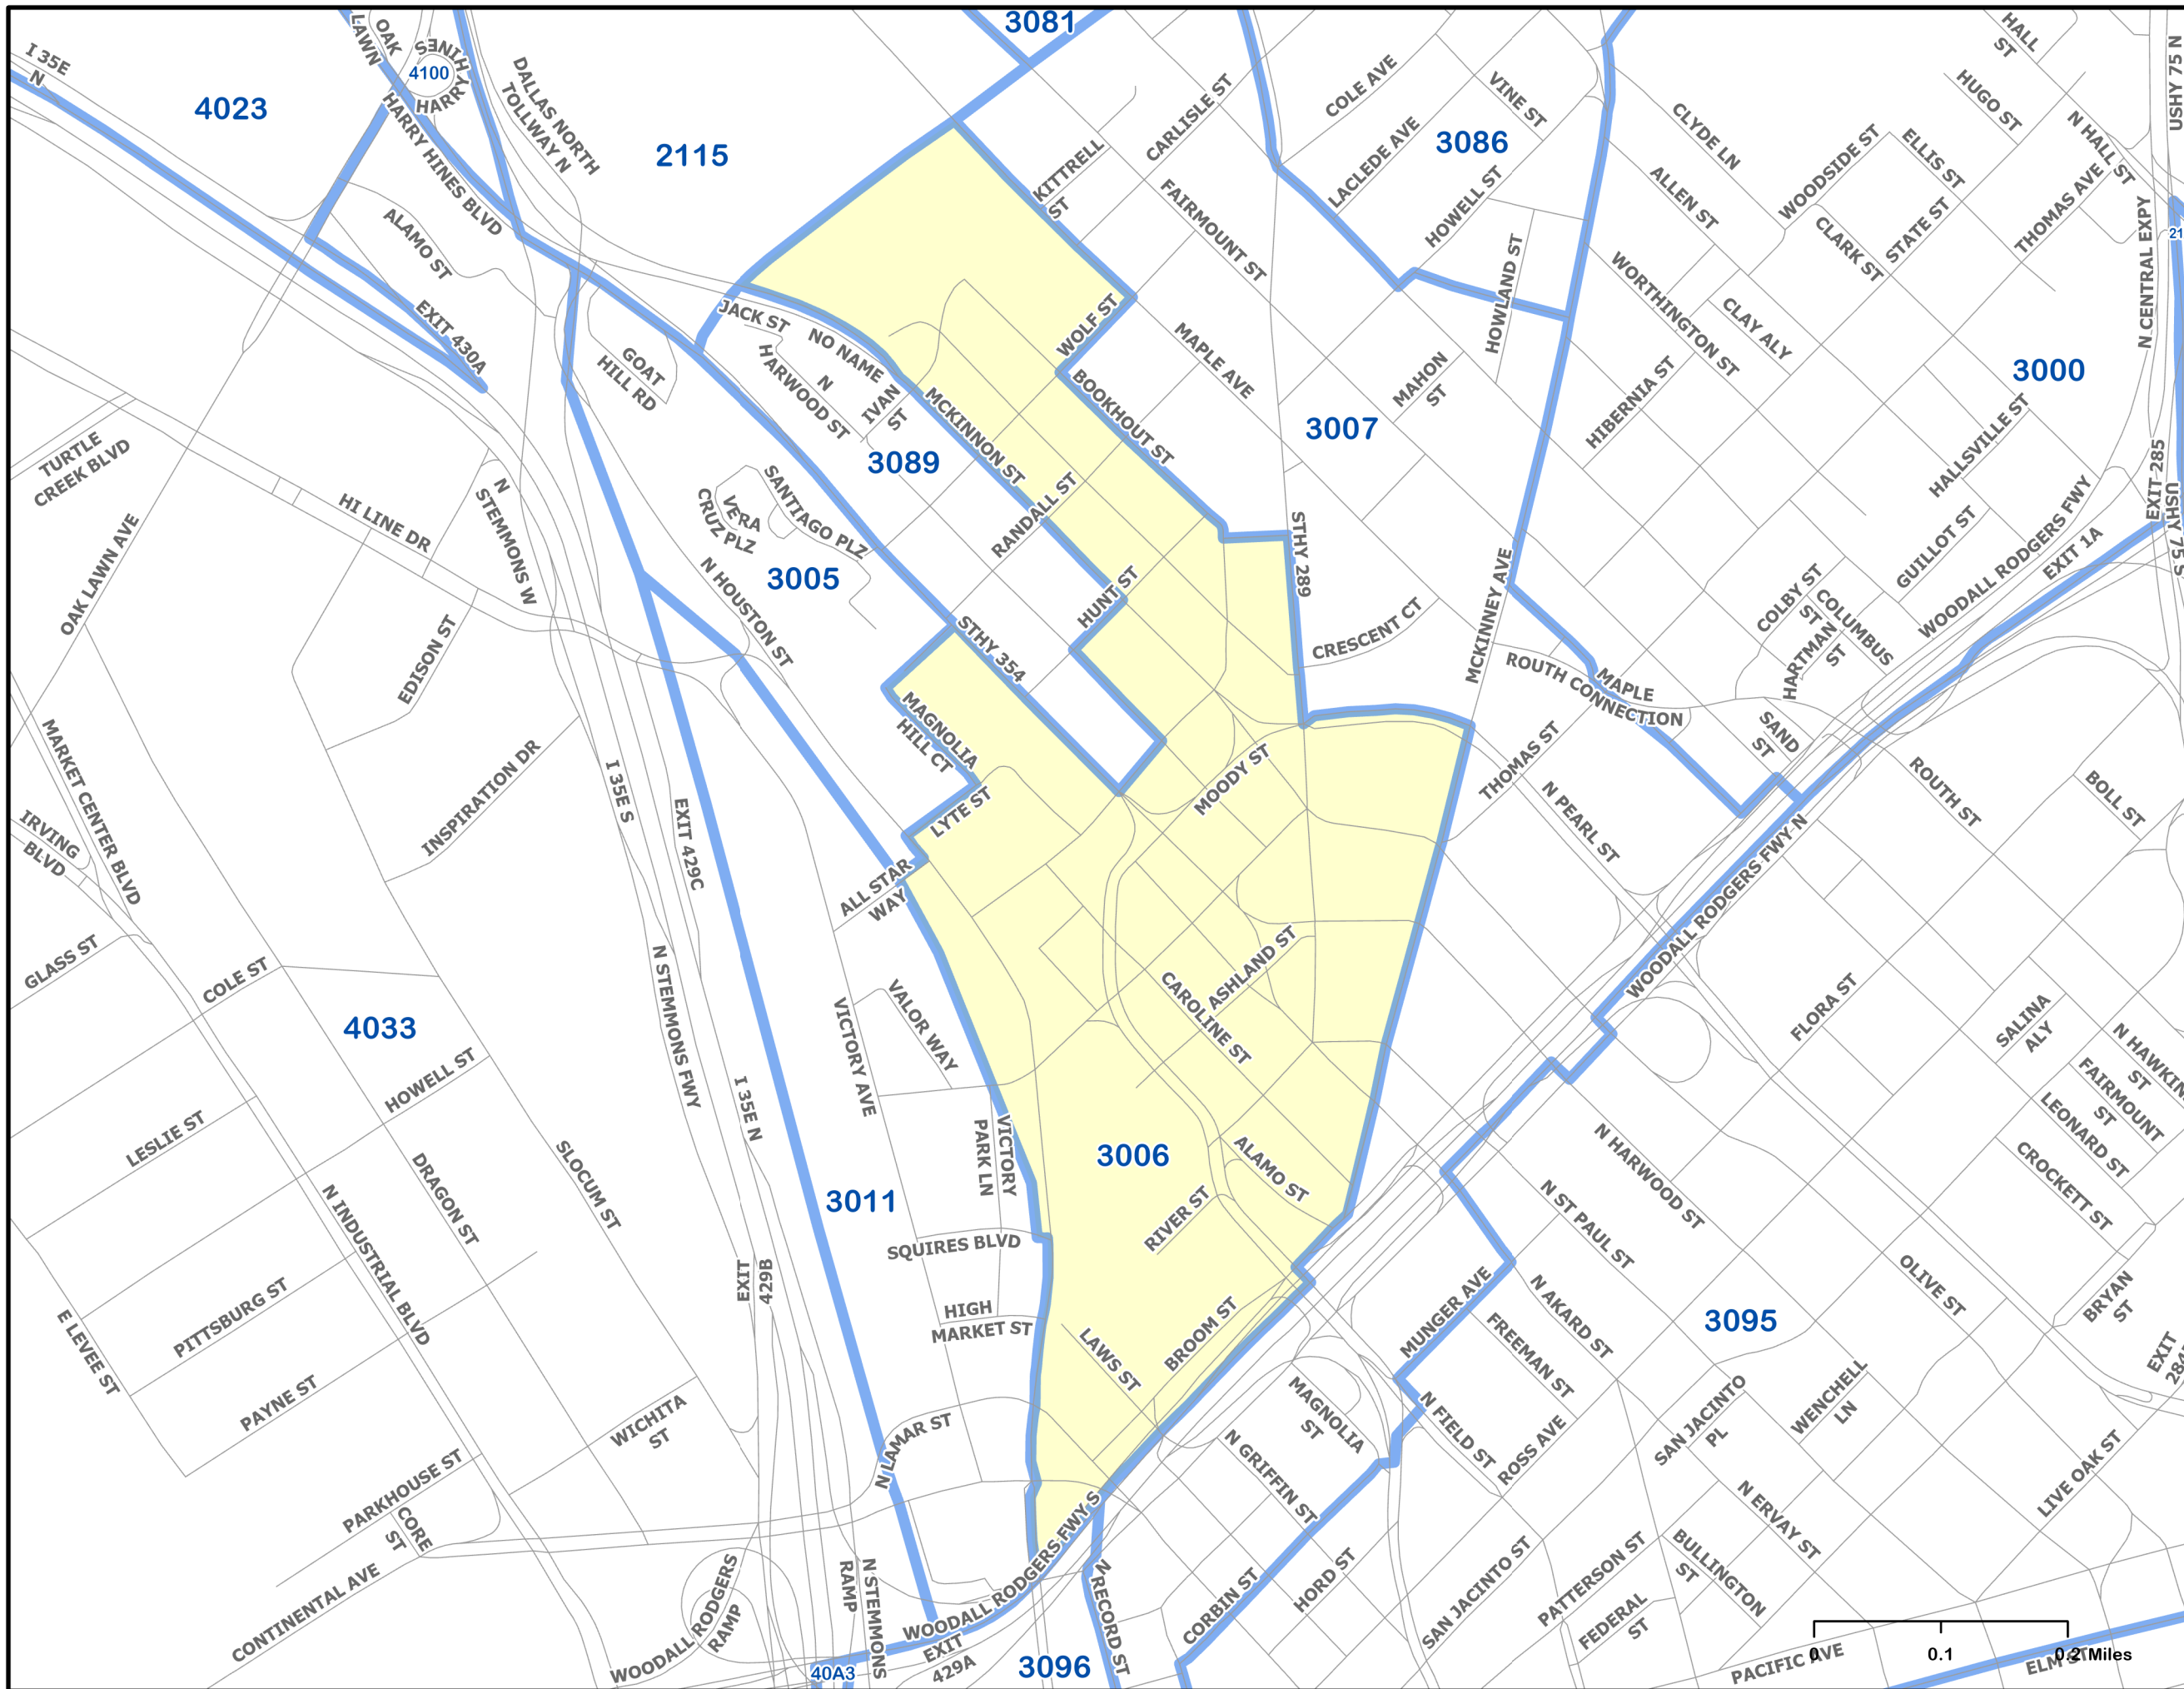 3081
OAK
LAWN
HARRY
HINES
4100
I 35E
N
4023
DALLAS NORTH
TOLLWAY N
2115
HARRY HINES BLVD
ALAMO ST
EXIT 430A
CARLISLE ST
KITTRELL
ST
FAIRMOUNT ST
COLE AVE
VINE ST
3086
LACLEDE AVE
HOWELL ST
HOWLAND ST
CLYDE LN
ALLEN ST
HALL
ST
HUGO ST
N HALL ST
USHY 75 N
WOODSIDE ST
ELLIS ST
THOMAS AVE
CLARK ST
STATE ST
N CENTRAL EXPY
21
WORTHINGTON ST
CLAY ALY
3000
HIBERNIA ST
HALLSVILLE ST
GUILLOT ST
WOODALL RODGERS FWY
EXIT 1A
EXIT 285
USHY 75 S
JACK ST
NO NAME
N
HARWOOD ST
IVAN
ST
MCKINNON ST
WOLF ST
BOOKHOUT ST
MAPLE AVE
MAHON
ST
3007
3089
GOAT
HILL RD
TURTLE
CREEK BLVD
HI LINE DR
N
STEMMONS W
OAK LAWN AVE
EDISON ST
VERA
CRUZ PLZ
SANTIAGO PLZ
3005
N HOUSTON ST
RANDALL ST
HUNT ST
STHY 289
STHY 354
CRESCENT CT
MCKINNEY AVE
COLBY ST
COLUMBUS
ST
HARTMAN
ST
MAPLE
ROUTH CONNECTION
SAND
ST
THOMAS ST
N PEARL ST
ROUTH ST
BOLL ST
MAGNOLIA
HILL CT
LYTE ST
ALL STAR
WAY
MOODY ST
MARKET CENTER BLVD
IRVING
BLVD
INSPIRATION DR
I 35E S
EXIT 429C
GLASS ST
COLE ST
4033
N STEMMONS FWY
VICTORY AVE
VALOR WAY
CAROLINE ST
ASHLAND ST
WOODALL RODGERS FWY N
FLORA ST
SALINA
ALY
N HAWKIN
ST
FAIRMOUNT
ST
LEONARD ST
CROCKETT ST
HOWELL ST
LESLIE ST
I 35E N
DRAGON ST
SLOCUM ST
N INDUSTRIAL BLVD
3011
VICTORY
PARK LN
3006
ALAMO ST
RIVER ST
N HARWOOD ST
N ST PAUL ST
SQUIRES BLVD
EXIT
429B
HIGH
MARKET ST
PITTSBURG ST
E LEVEE ST
PAYNE ST
LAWS ST
BROOM ST
MUNGER AVE
N AKARD ST
FREEMAN ST
3095
OLIVE ST
BRYAN
ST
EXIT
WICHITA
ST
N LAMAR ST
MAGNOLIA
ST
N FIELD ST
ROSS AVE
SAN JACINTO
PL
WENCHELL
LN
N GRIFFIN ST
N ERVAY ST
LIVE OAK ST
PARKHOUSE ST
CORE
ST
CONTINENTAL AVE
WOODALL RODGERS
RAMP
N STEMMONS
RAMP
WOODALL RODGERS FWY S
EXIT
429A
N RECORD ST
CORBIN ST
HORD ST
SAN JACINTO ST
PATTERSON ST
BULLINGTON
ST
FEDERAL
ST
PACIFIC AVE
ELM ST
40A3
3096
0 0.1 0.2 Miles